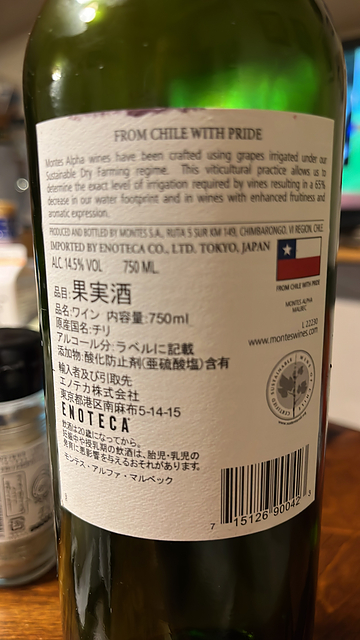 FROM CHILE WITH PRIDE
Montes Alpha wines have been crafted using grapes irrigated under our
Sustainable Dry Farming regime. This viticultural practice allows us to
determine the exact level of irrigation required by vines resulting in a 65%
decrease in our water footprint and in wines with enhanced fruitiness and
aromatic expression.
PRODUCED AND BOTTLED BY MONTES S.A., RUTA 5 SUR KM 149, CHIMBARONGO, VI REGION, CHILE.
IMPORTED BY ENOTECA CO., LTD. TOKYO, JAPAN
ALC.14.5% VOL 750 ML.
FROM CHILE WITH PRIDE
MONTES ALPHA
MALBEC
L 22230
www.monteswines.com
品目:果実酒
品名:ワイン 内容量:750ml
原産国名:チリ
アルコール分:ラベルに記載
添加物:酸化防止剤(亜硫酸塩)含有
輸入者及び引取先
エノテカ株式会社
東京都港区南麻布5-14-15
ENOTECA
飲酒は20歳になってから。
妊娠中や授乳期の飲酒は、胎児・乳児の
発育に悪影響を与えるおそれがあります。
モンテス・アルファ・マルベック
7 15126 90042 3